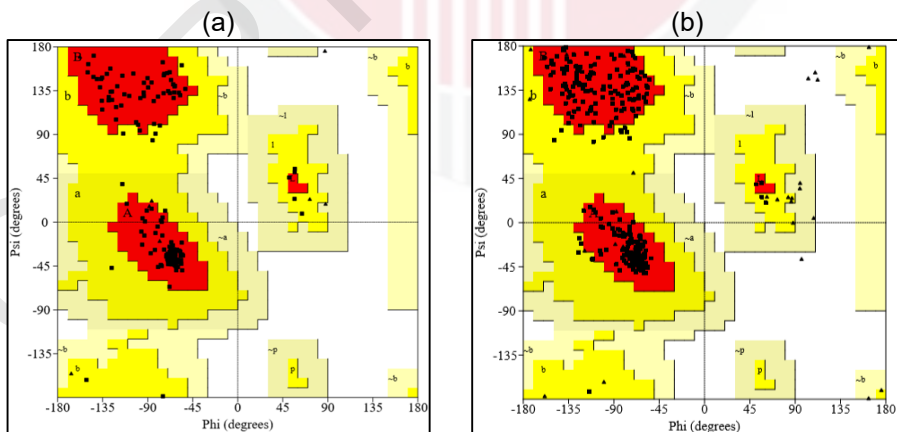 (a) (b)
180 180
B B
b ~b b b ~b b
135 135
~b ~b
90 90
~l ~l
l l
45 45
a a
A A
0 0
~a ~a
-45 -45
-90 -90
-135 -135
~b ~p ~b ~p
b p ~b b p ~b
-180 -135 -90 -45 0 45 90 135 180 -180 -135 -90 -45 0 45 90 135 180
Phi (degrees) Phi (degrees)
Psi (degrees) Psi (degrees)